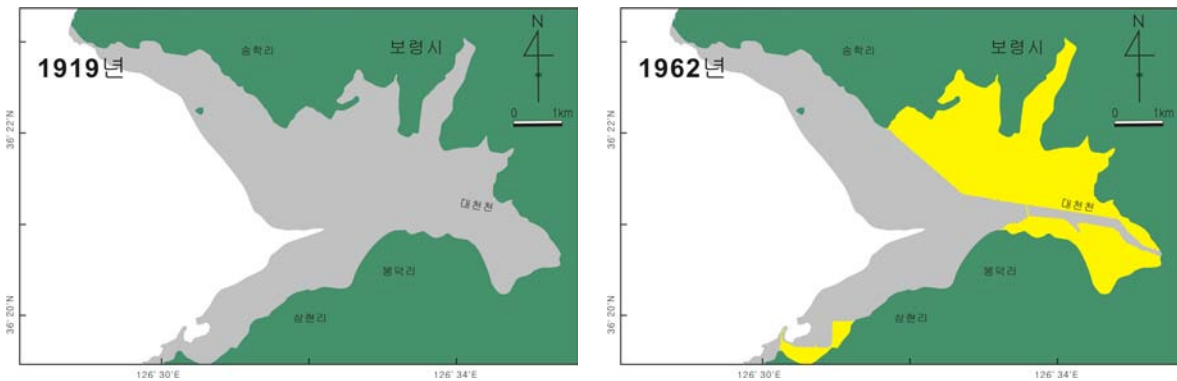 1919년
송학리
보령시
N
0 1km
대천천
봉덕리
삼현리
36° 22′ N
36° 20′ N
126° 30′ E
126° 34′ E
1962년
송학리
보령시
N
0 1km
대천천
봉덕리
삼현리
36° 22′ N
36° 20′ N
126° 30′ E
126° 34′ E